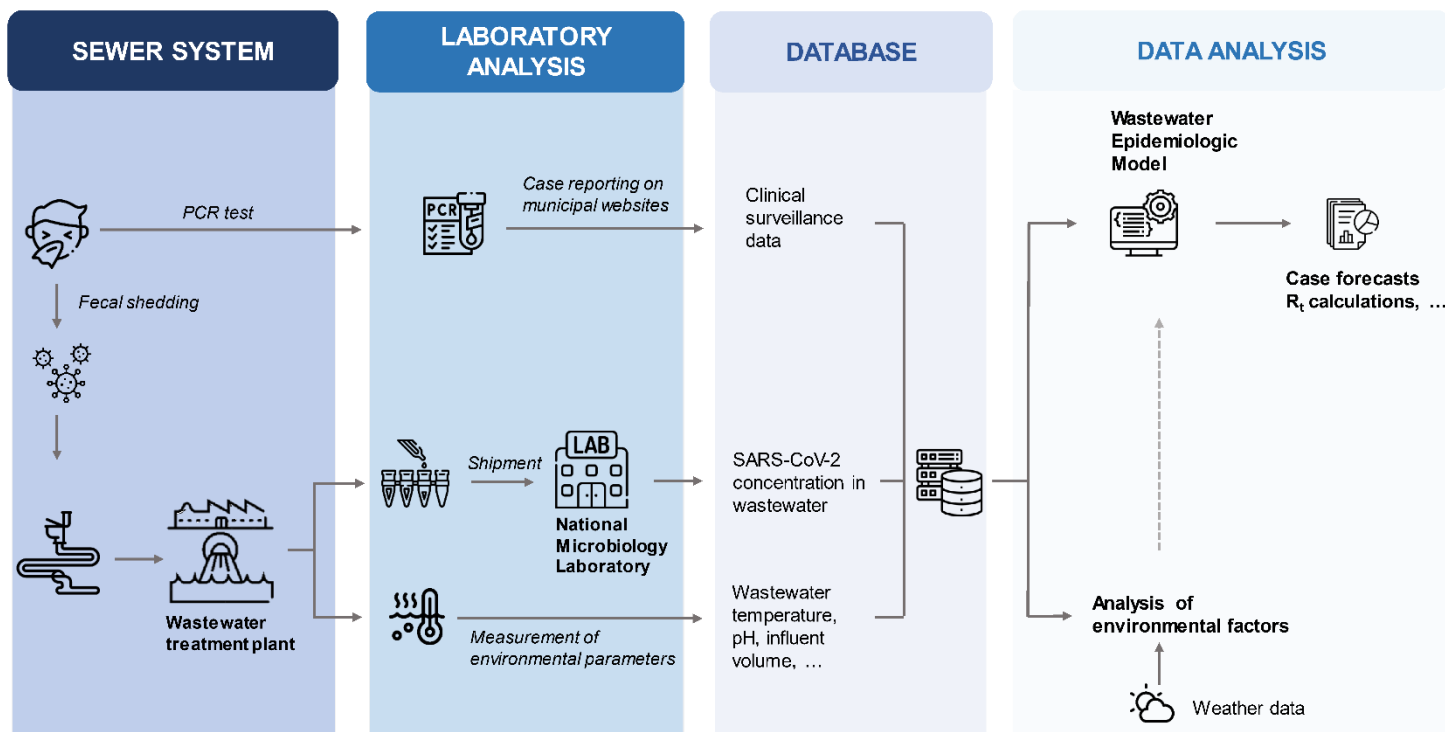 SEWER SYSTEM
LABORATORY
ANALYSIS
DATABASE
DATA ANALYSIS
PCR test
Fecal shedding
Wastewater
treatment plant
PCR
Case reporting on
municipal websites
Shipment
LAB
National
Microbiology
Laboratory
Measurement of
environmental parameters
Clinical
surveillance
data
SARS-CoV-2
concentration in
wastewater
Wastewater
temperature,
pH, influent
volume, …
Wastewater
Epidemiologic
Model
Case forecasts
Rt calculations, …
Analysis of
environmental factors
Weather data